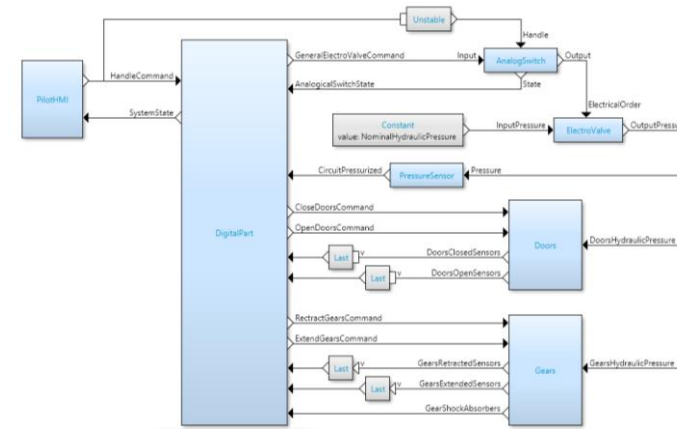 Unstable
Handle
GeneralElectroValveCommand
Input
AnalogSwitch
Output
HandleCommand
AnalogicalSwitchState
State
PilotHMI
ElectricalOrder
SystemState
Constant
value: NominalHydraulicPressure
InputPressure
ElectroValve
OutputPressu
CircuitPressurized
PressureSensor
Pressure
CloseDoorsCommand
OpenDoorsCommand
DigitalPart
Doors
DoorsHydraulicPressure
Last
v
DoorsClosedSensors
Last
v
DoorsOpenSensors
RectractGearsCommand
ExtendGearsCommand
Last
v
GearsRetractedSensors
Gears
GearsHydraulicPressure
Last
v
GearsExtendedSensors
GearShockAbsorbers